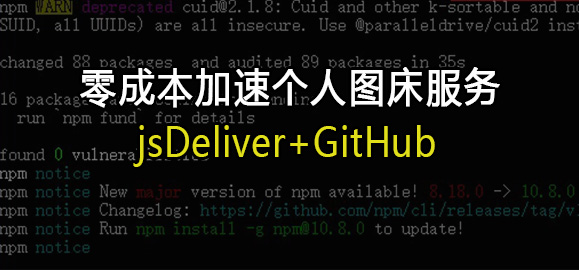 npm WARN deprecated cuid@2.1.8: Cuid and other k-sortable and no
SUID, all UUIDs) are all insecure. Use @paralleldrive/cuid2 inst
changed 88 packages, and audited 89 packages in 35s
零成本加速个人图床服务
16 packages
run `npm fund` for details
jsDeliver+GitHub
found 0 vulnera
npm notice
npm notice New major version of npm available! 8.18.0 -> 10.8.0
npm notice Changelog: https://github.com/npm/cli/releases/tag/v
npm notice Run npm install -g npm@10.8.0 to update!
npm notice